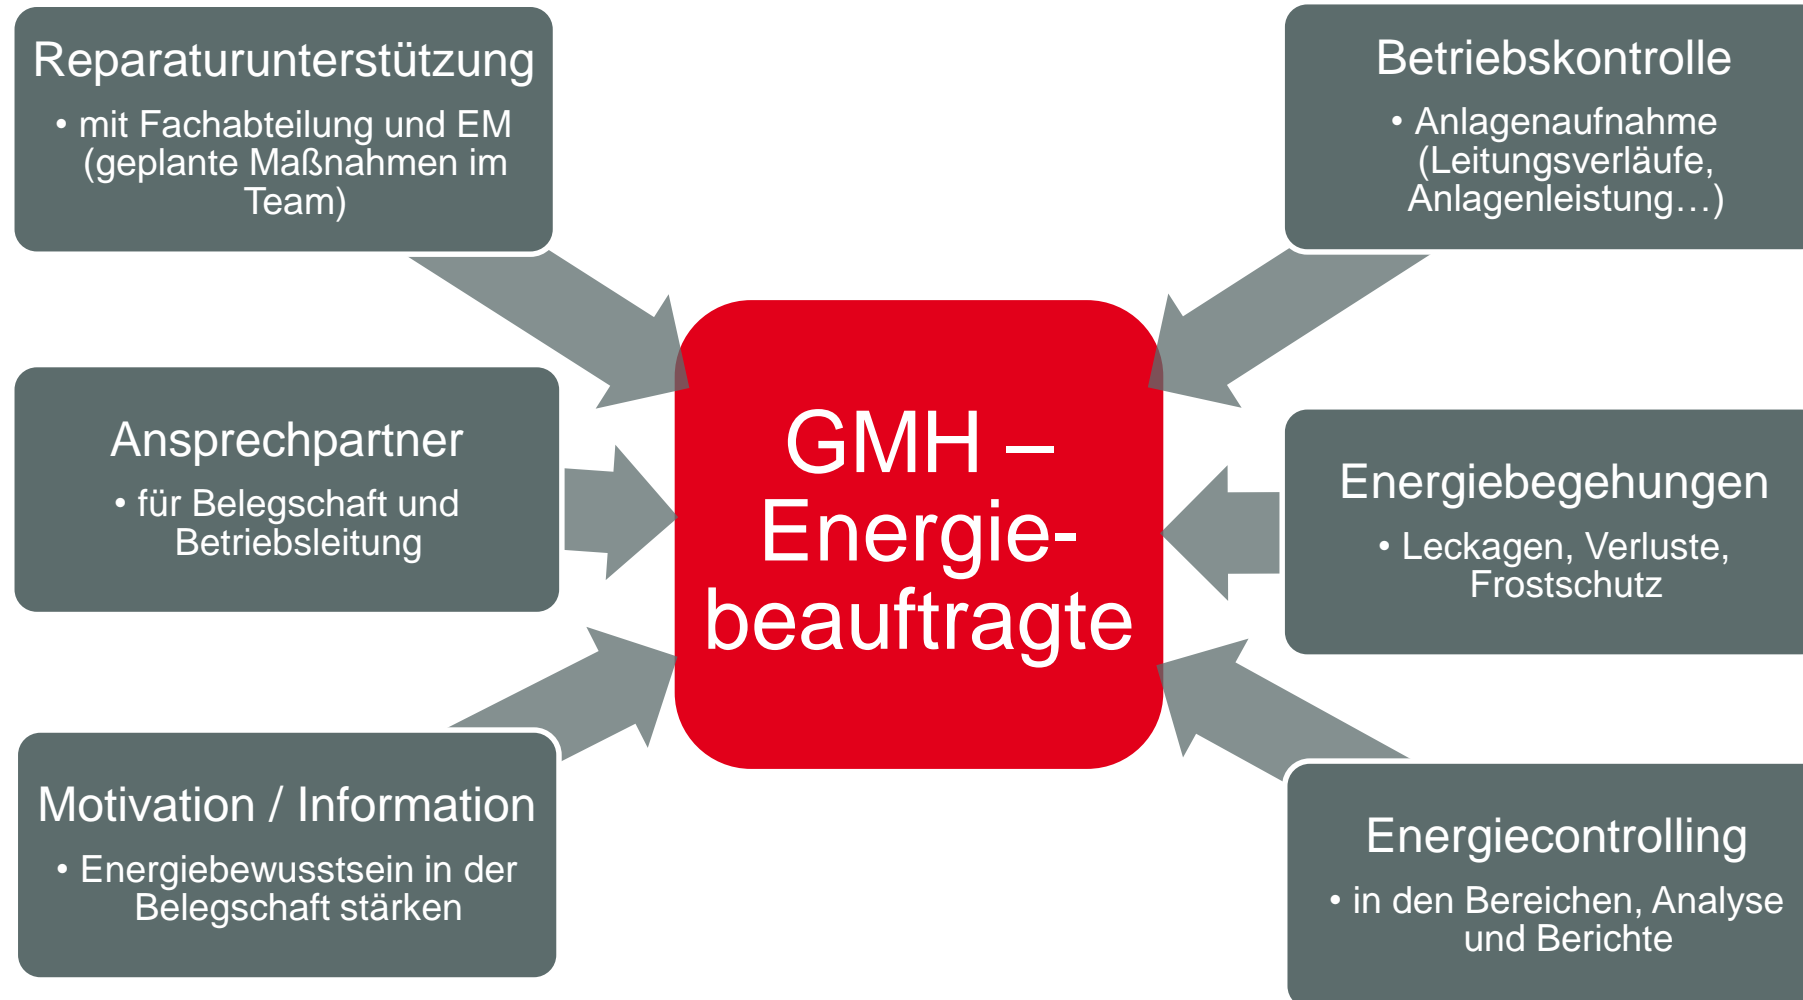 Reparaturunterstützung
• mit Fachabteilung und EM
(geplante Maßnahmen im
Team)
Ansprechpartner
• für Belegschaft und
Betriebsleitung
Motivation / Information
• Energiebewusstsein in der
Belegschaft stärken
GMH –
Energie-
beauftragte
Betriebskontrolle
• Anlagenaufnahme
(Leitungsverläufe,
Anlagenleistung…)
Energiebegehungen
• Leckagen, Verluste,
Frostschutz
Energiecontrolling
• in den Bereichen, Analyse
und Berichte